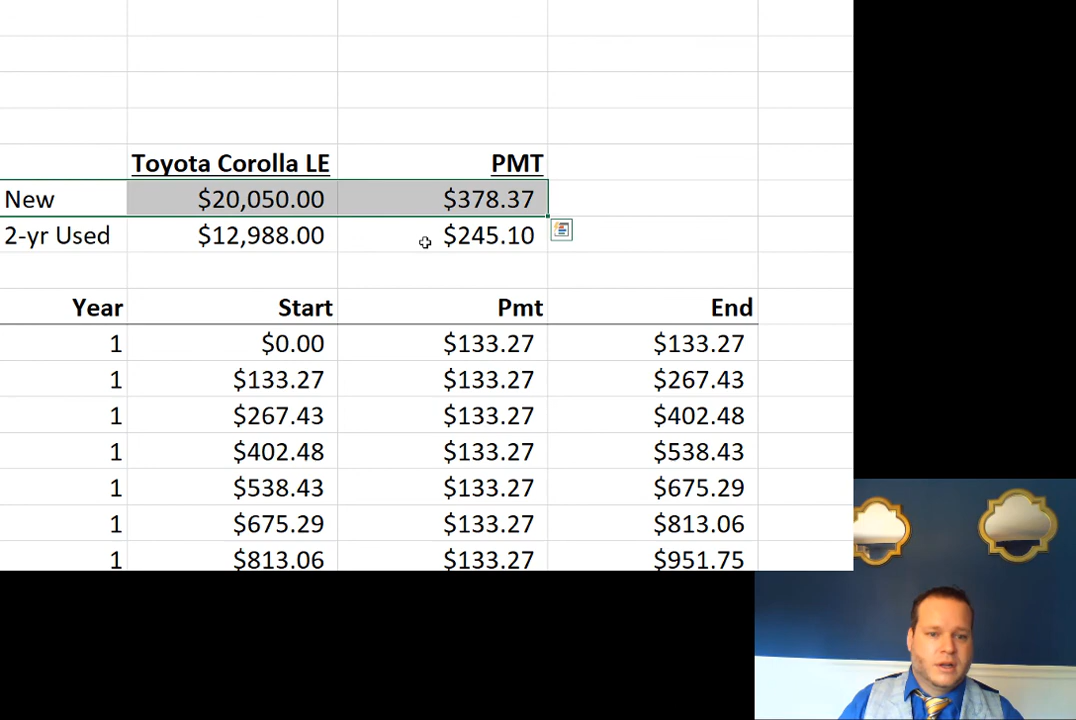 Toyota Corolla LE PMT
New $20,050.00 $378.37
2-yr Used $12,988.00 $245.10
Year Start Pmt End
1 $0.00 $133.27 $133.27
1 $133.27 $133.27 $267.43
1 $267.43 $133.27 $402.48
1 $402.48 $133.27 $538.43
1 $538.43 $133.27 $675.29
1 $675.29 $133.27 $813.06
1 $813.06 $133.27 $951.75